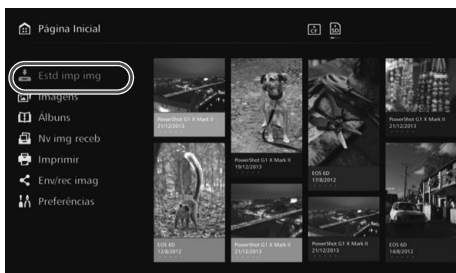 Página Inicial
CF
SD
Estd imp img
Imagens
Álbuns
Nv img receb
Imprimir
Env/rec imag
Preferências
PowerShot G1 X Mark II
21/12/2013
EOS 6D
12/8/2012
PowerShot G1 X Mark II
19/12/2013
PowerShot G1 X Mark II
21/12/2013
EOS 6D
17/8/2012
PowerShot G1 X Mark II
21/12/2013
PowerShot G1 X Mark II
21/12/2013
EOS 6D
14/8/2012